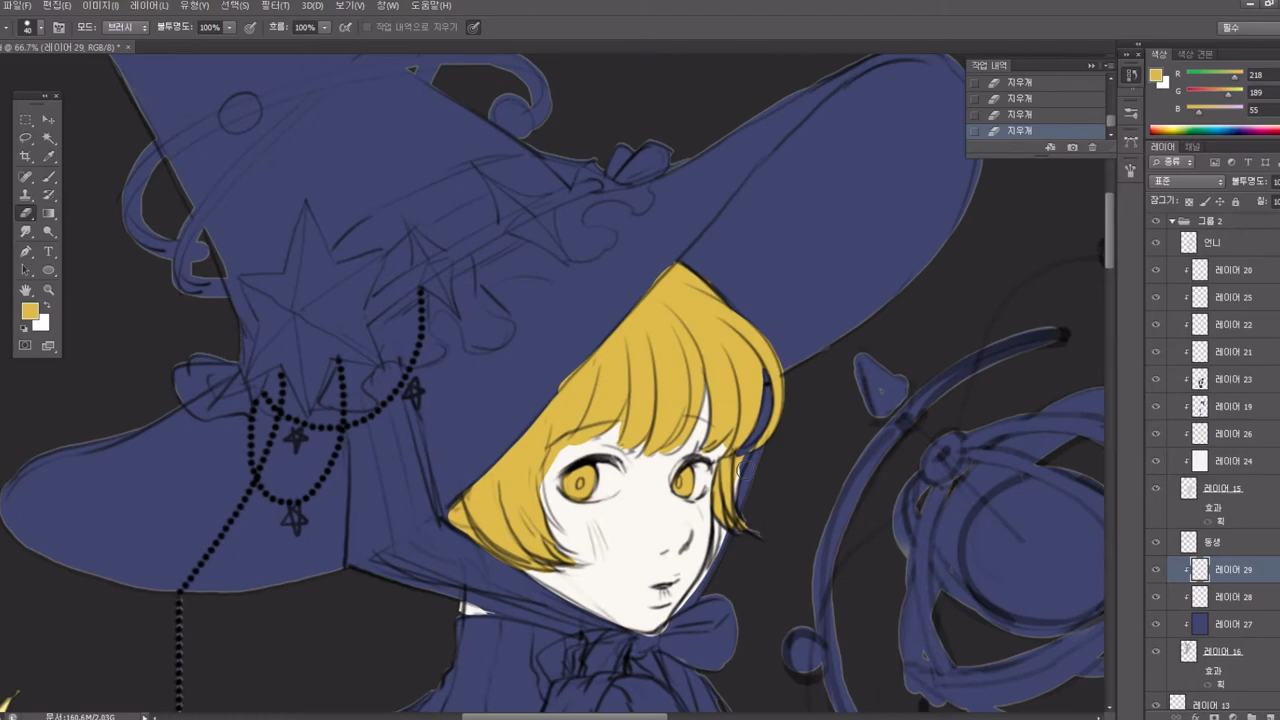 파일(F) 편집(E) 이미지(I) 레이어(L) 유형(Y) 선택(S) 필터(T) 3D(D) 보기(V) 창(W) 도움말(H)
40 모드: 브러시 불투명도: 100% 흐름: 100% 작업 내역으로 지우기 필수
@ 66.7% (레이어 29, RGB/8) *
작업 내역
지우개
지우개
지우개
지우개
색상 색상 견본
R 218
G 189
B 55
레이어 채널
종류
표준 불투명도: 10
잠그기: 칠: 10
그룹 2
언니
레이어 20
레이어 25
레이어 22
레이어 21
레이어 23
레이어 19
레이어 26
레이어 24
레이어 15
효과
획
동생
레이어 29
레이어 28
레이어 27
레이어 16
효과
획
레이어 13
문서:160.6M/2.03G